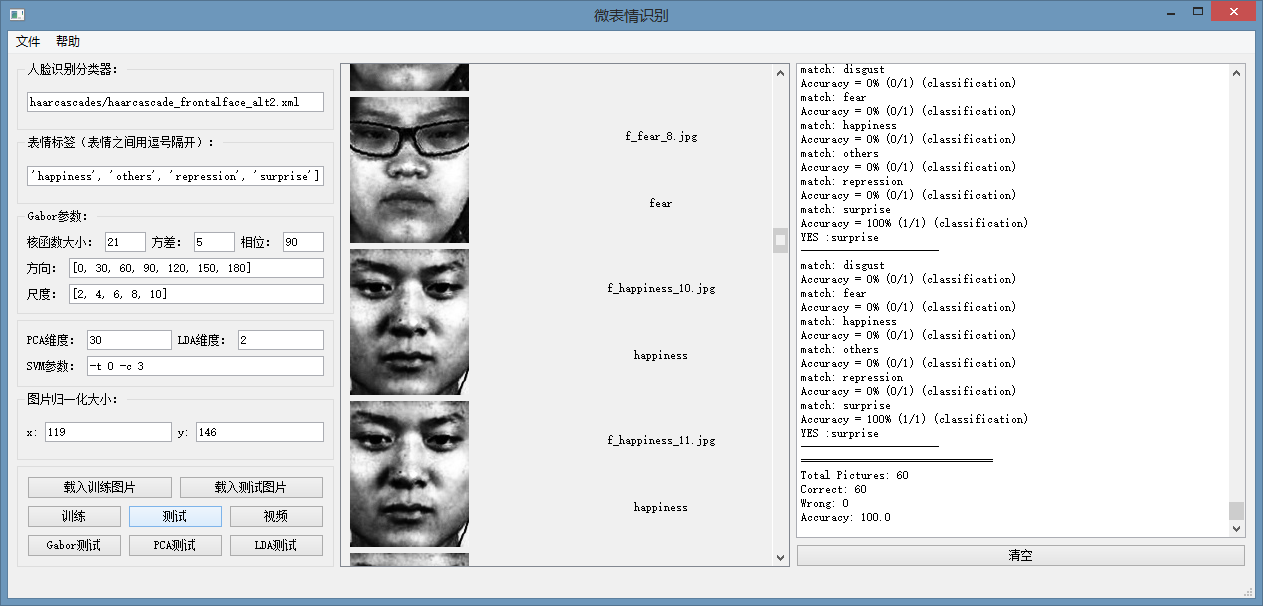 微表情识别
文件 帮助
人脸识别分类器:
haarcascades/haarcascade_frontalface_alt2.xml
表情标签（表情之间用逗号隔开）:
'happiness', 'others', 'repression', 'surprise']
Gabor参数:
核函数大小: 21 方差: 5 相位: 90
方向: [0, 30, 60, 90, 120, 150, 180]
尺度: [2, 4, 6, 8, 10]
PCA维度: 30 LDA维度: 2
SVM参数: -t 0 -c 3
图片归一化大小:
x: 119 y: 146
载入训练图片 载入测试图片
训练 测试 视频
Gabor测试 PCA测试 LDA测试
f_fear_8.jpg
fear
f_happiness_10.jpg
happiness
f_happiness_11.jpg
happiness
match: disgust
Accuracy = 0% (0/1) (classification)
match: fear
Accuracy = 0% (0/1) (classification)
match: happiness
Accuracy = 0% (0/1) (classification)
match: others
Accuracy = 0% (0/1) (classification)
match: repression
Accuracy = 0% (0/1) (classification)
match: surprise
Accuracy = 100% (1/1) (classification)
YES :surprise
match: disgust
Accuracy = 0% (0/1) (classification)
match: fear
Accuracy = 0% (0/1) (classification)
match: happiness
Accuracy = 0% (0/1) (classification)
match: others
Accuracy = 0% (0/1) (classification)
match: repression
Accuracy = 0% (0/1) (classification)
match: surprise
Accuracy = 100% (1/1) (classification)
YES :surprise
Total Pictures: 60
Correct: 60
Wrong: 0
Accuracy: 100.0
清空